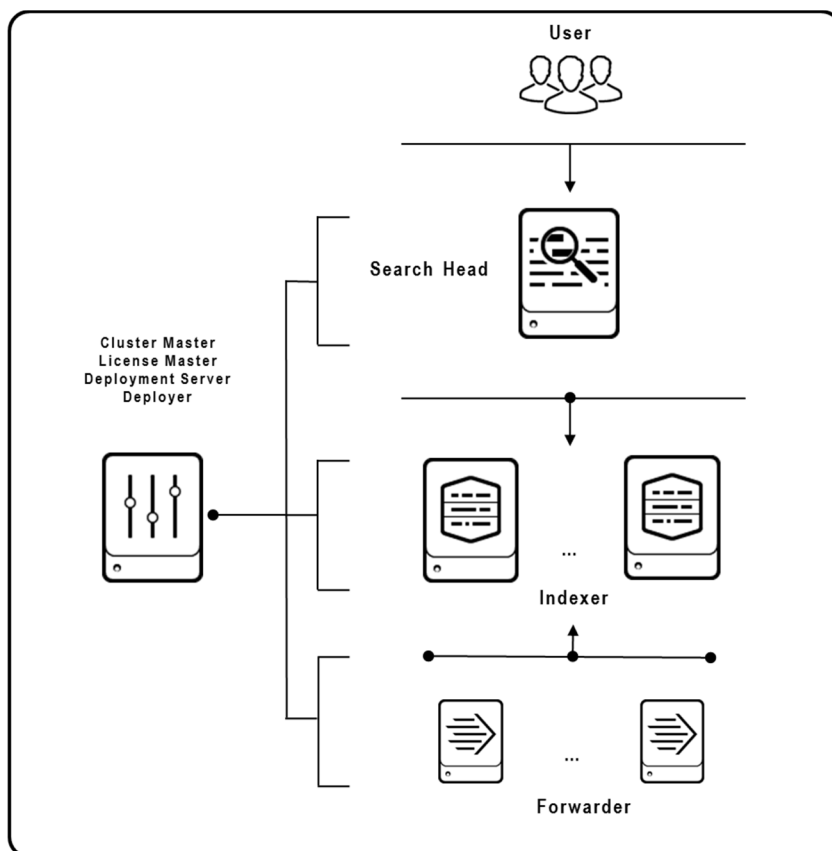 User
Search Head
Cluster Master
License Master
Deployment Server
Deployer
...
Indexer
...
Forwarder